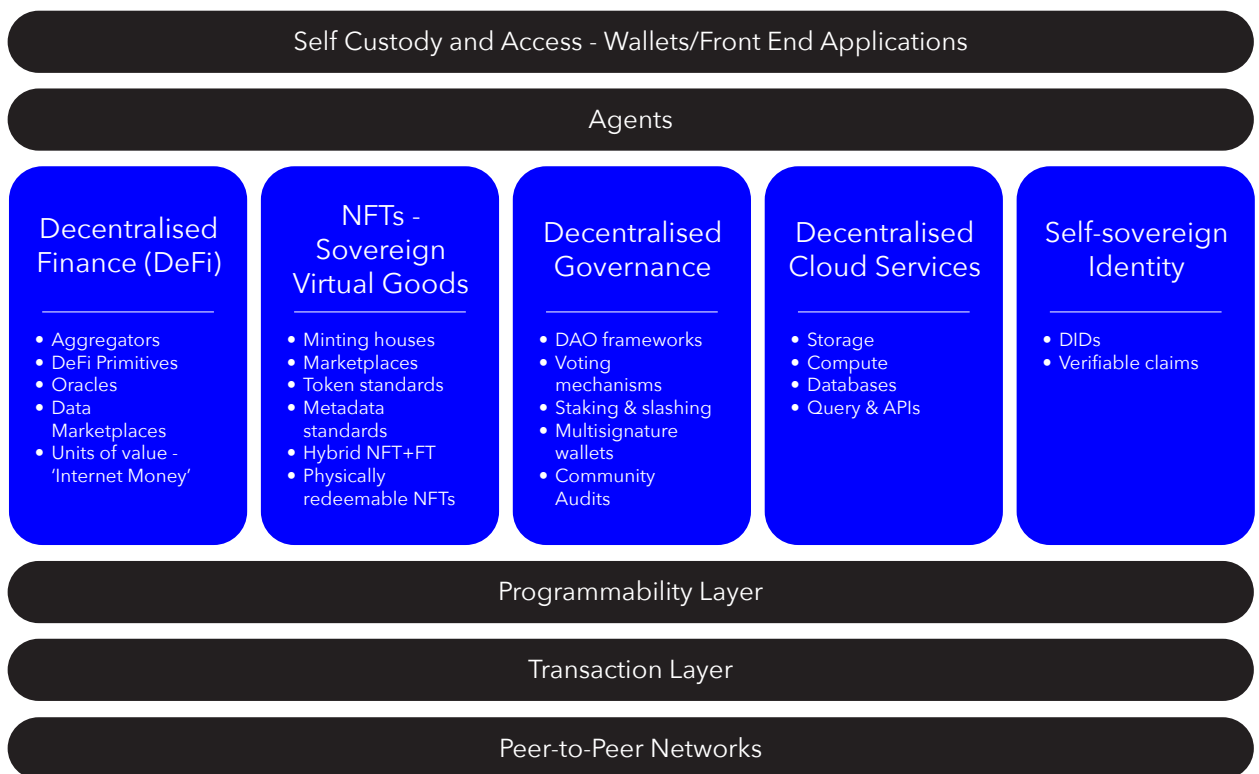 Self Custody and Access - Wallets/Front End Applications
Agents
Decentralised
Finance (DeFi)
• Aggregators
• DeFi Primitives
• Oracles
• Data
Marketplaces
• Units of value -
‘Internet Money’
NFTs -
Sovereign
Virtual Goods
• Minting houses
• Marketplaces
• Token standards
• Metadata
standards
• Hybrid NFT+FT
• Physically
redeemable NFTs
Decentralised
Governance
• DAO frameworks
• Voting
mechanisms
• Staking & slashing
• Multisignature
wallets
• Community
Audits
Decentralised
Cloud Services
• Storage
• Compute
• Databases
• Query & APIs
Self-sovereign
Identity
• DIDs
• Verifiable claims
Programmability Layer
Transaction Layer
Peer-to-Peer Networks